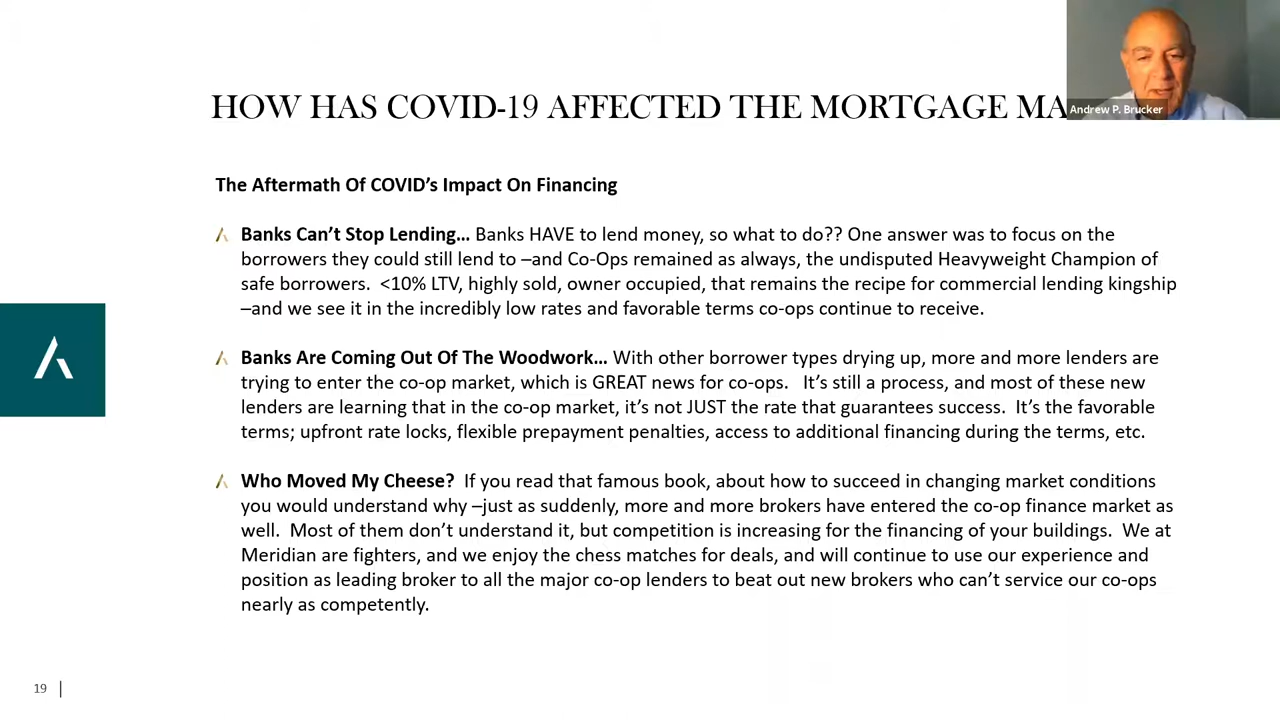 HOW HAS COVID-19 AFFECTED THE MORTGAGE MA
Andrew P. Brucker
The Aftermath Of COVID's Impact On Financing
Banks Can't Stop Lending... Banks HAVE to lend money, so what to do?? One answer was to focus on the
borrowers they could still lend to –and Co-Ops remained as always, the undisputed Heavyweight Champion of
safe borrowers.  <10% LTV, highly sold, owner occupied, that remains the recipe for commercial lending kingship
–and we see it in the incredibly low rates and favorable terms co-ops continue to receive.
Banks Are Coming Out Of The Woodwork... With other borrower types drying up, more and more lenders are
trying to enter the co-op market, which is GREAT news for co-ops.   It's still a process, and most of these new
lenders are learning that in the co-op market, it's not JUST the rate that guarantees success.  It's the favorable
terms; upfront rate locks, flexible prepayment penalties, access to additional financing during the terms, etc.
Who Moved My Cheese?  If you read that famous book, about how to succeed in changing market conditions
you would understand why –just as suddenly, more and more brokers have entered the co-op finance market as
well.  Most of them don't understand it, but competition is increasing for the financing of your buildings.  We at
Meridian are fighters, and we enjoy the chess matches for deals, and will continue to use our experience and
position as leading broker to all the major co-op lenders to beat out new brokers who can't service our co-ops
nearly as competently.
19